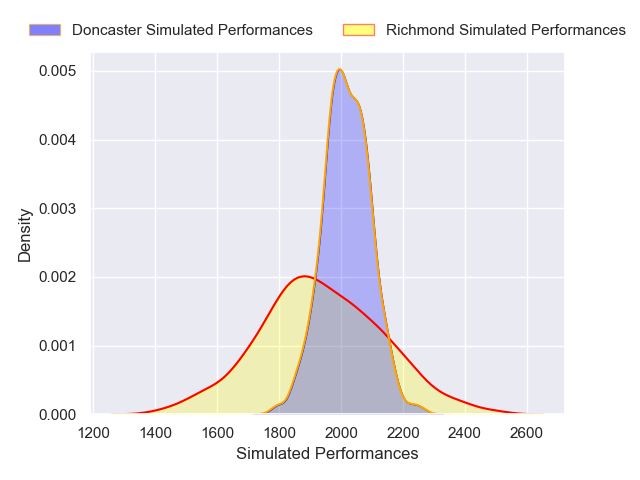 Doncaster Simulated Performances
Richmond Simulated Performances
0.005
0.004
0.003
0.002
0.001
0.000
Density
1200 1400 1600 1800 2000 2200 2400 2600
Simulated Performances